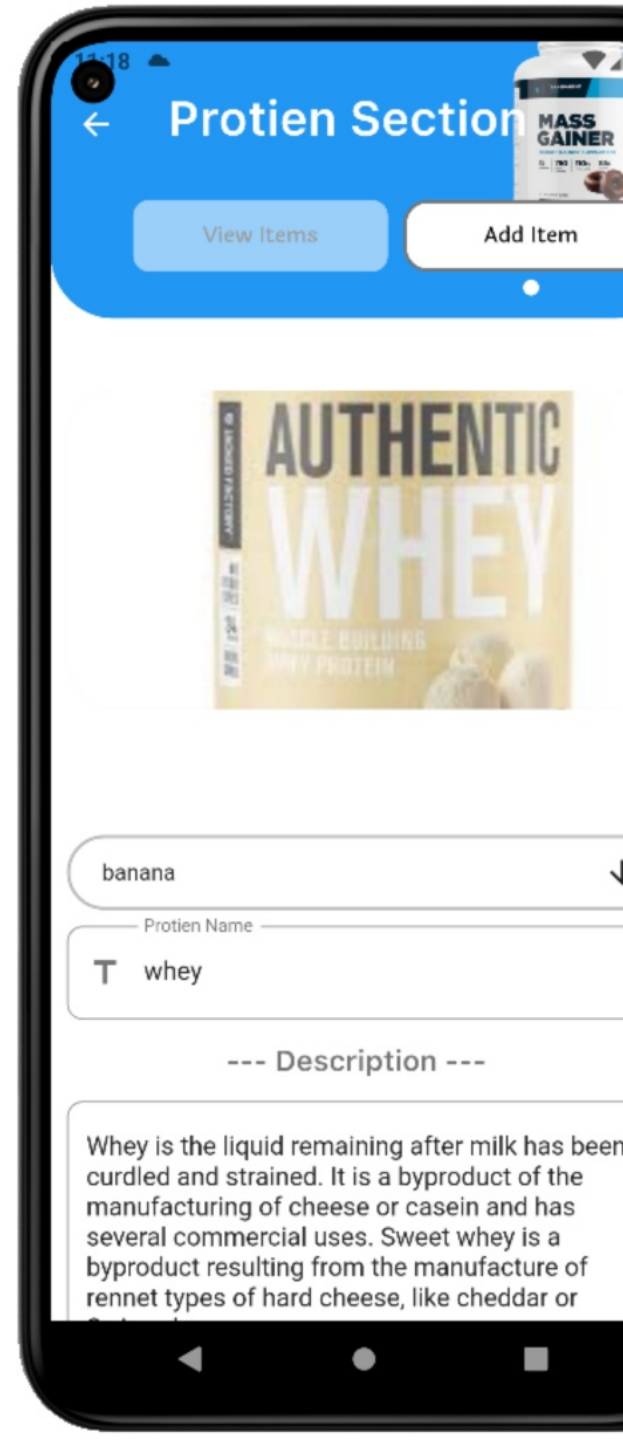 11:18
Protien Section
MASS
GAINER
View Items
Add Item
AUTHENTIC
WHEY
MUSCLE BUILDING
WHEY PROTEIN
banana
Protien Name
T whey
--- Description ---
Whey is the liquid remaining after milk has been
curdled and strained. It is a byproduct of the
manufacturing of cheese or casein and has
several commercial uses. Sweet whey is a
byproduct resulting from the manufacture of
rennet types of hard cheese, like cheddar or